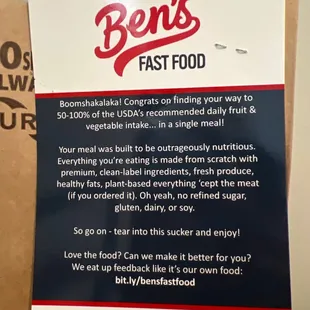 Ben's
FAST FOOD
Boomshakalaka! Congrats on finding your way to
50-100% of the USDA's recommended daily fruit &
vegetable intake... in a single meal!
Your meal was built to be outrageously nutritious.
Everything you're eating is made from scratch with
premium, clean-label ingredients, fresh produce,
healthy fats, plant-based everything 'cept the meat
(if you ordered it). Oh yeah, no refined sugar,
gluten, dairy, or soy.
So go on - tear into this sucker and enjoy!
Love the food? Can we make it better for you?
We eat up feedback like it's our own food:
bit.ly/bensfastfood